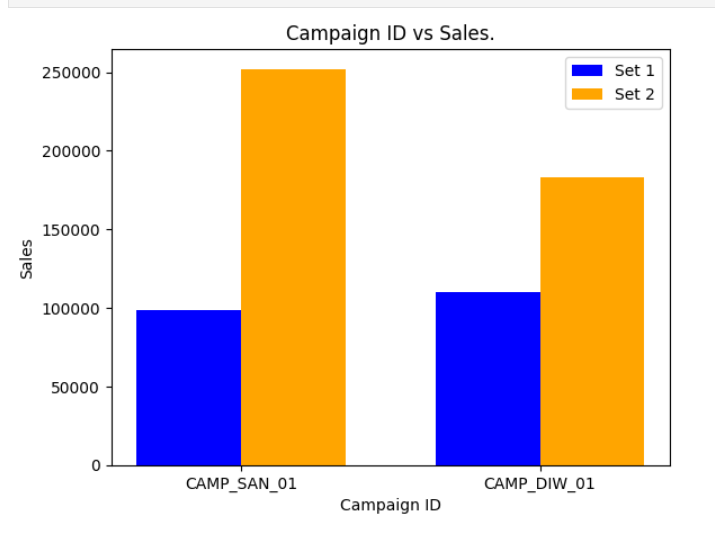 Campaign ID vs Sales.
Set 1
Set 2
250000
200000
150000
100000
50000
0
Sales
CAMP_SAN_01
CAMP_DIW_01
Campaign ID